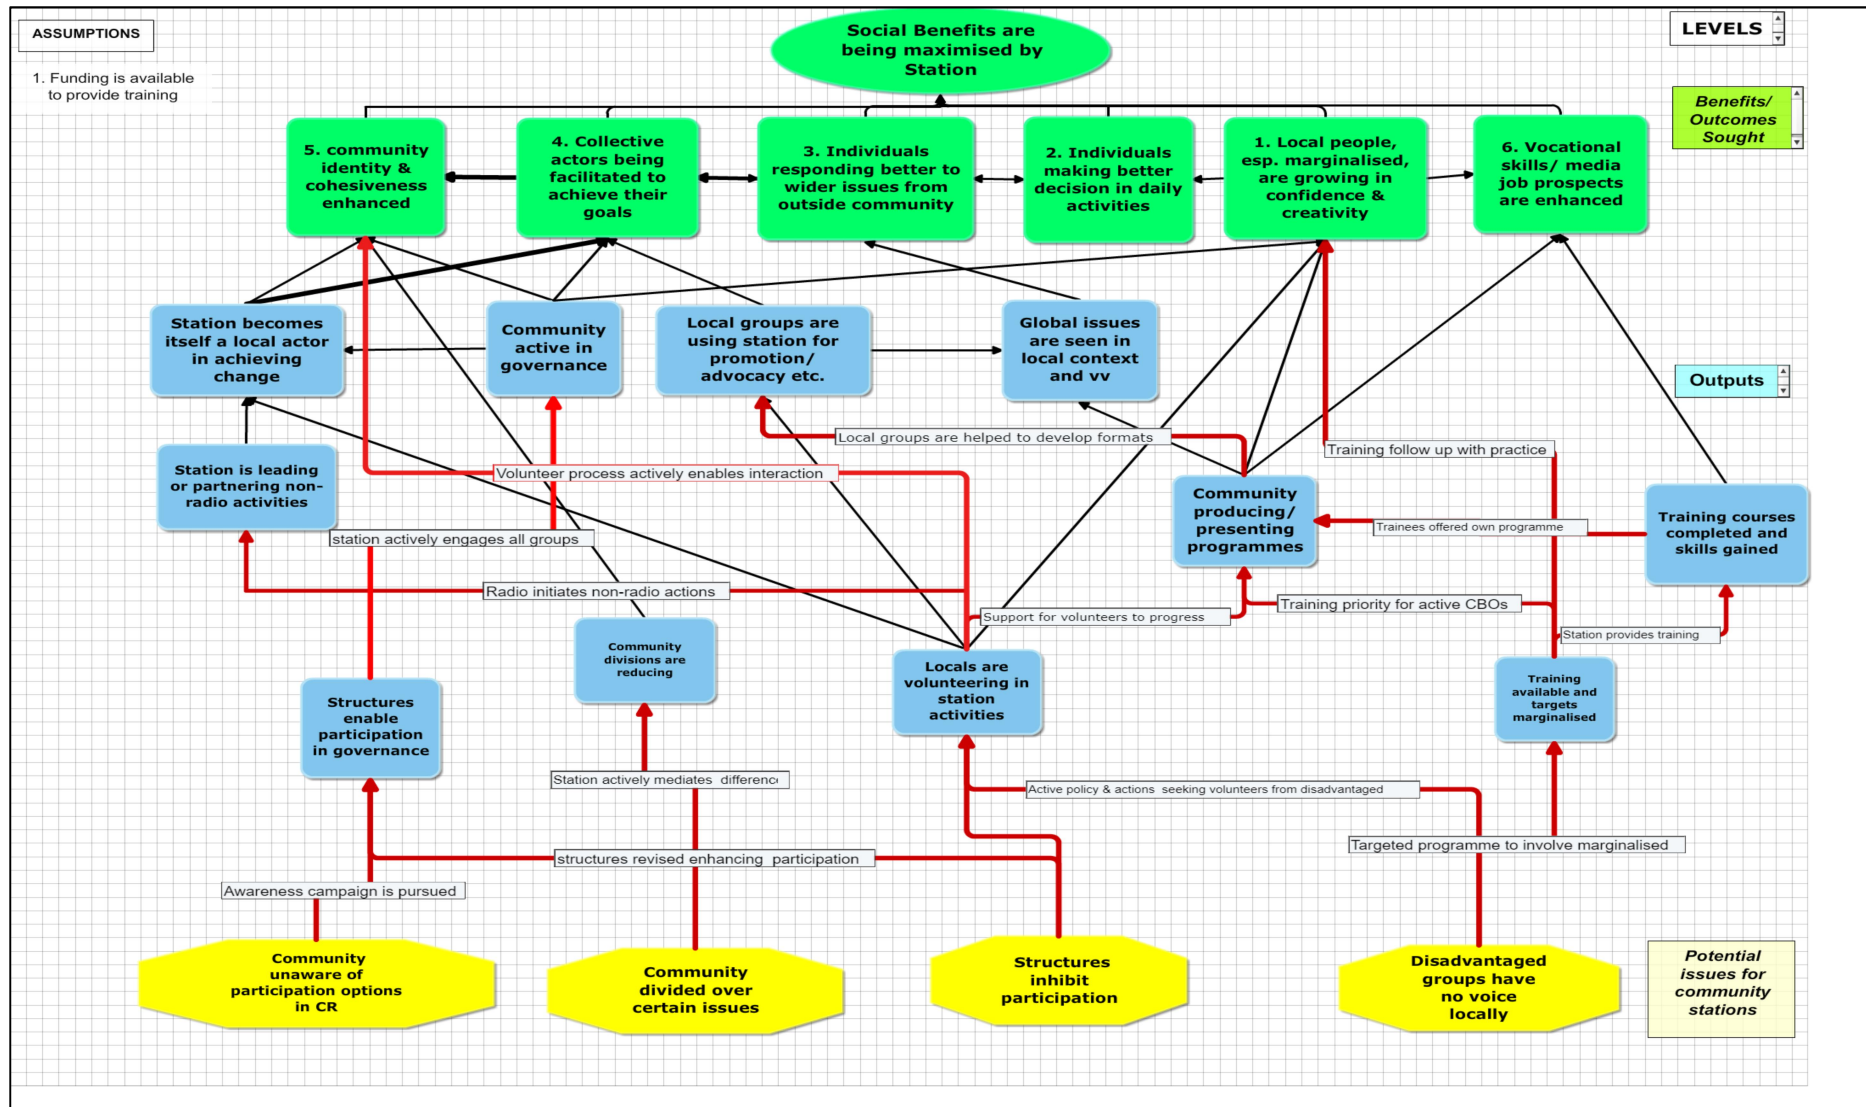 ASSUMPTIONS
1. Funding is available
to provide training
Social Benefits are
being maximised by
Station
LEVELS
Benefits/
Outcomes
Sought
5. community
identity &
cohesiveness
enhanced
4. Collective
actors being
facilitated to
achieve their
goals
3. Individuals
responding better to
wider issues from
outside community
2. Individuals
making better
decision in daily
activities
1. Local people,
esp. marginalised,
are growing in
confidence &
creativity
6. Vocational
skills/ media
job prospects
are enhanced
Station becomes
itself a local actor
in achieving
change
Community
active in
governance
Local groups are
using station for
promotion/
advocacy etc.
Global issues
are seen in
local context
and vv
Outputs
Local groups are helped to develop formats
Training follow up with practice
Station is leading
or partnering non-
radio activities
Volunteer process actively enables interaction
Community
producing/
presenting
programmes
Trainees offered own programme
Training courses
completed and
skills gained
station actively engages all groups
Radio initiates non-radio actions
Support for volunteers to progress
Training priority for active CBOs
Station provides training
Community
divisions are
reducing
Locals are
volunteering in
station
activities
Training
available and
targets
marginalised
Structures
enable
participation
in governance
Station actively mediates differenc
Active policy & actions seeking volunteers from disadvantaged
Targeted programme to involve marginalised
structures revised enhancing participation
Awareness campaign is pursued
Community
unaware of
participation options
in CR
Community
divided over
certain issues
Structures
inhibit
participation
Disadvantaged
groups have
no voice
locally
Potential
issues for
community
stations